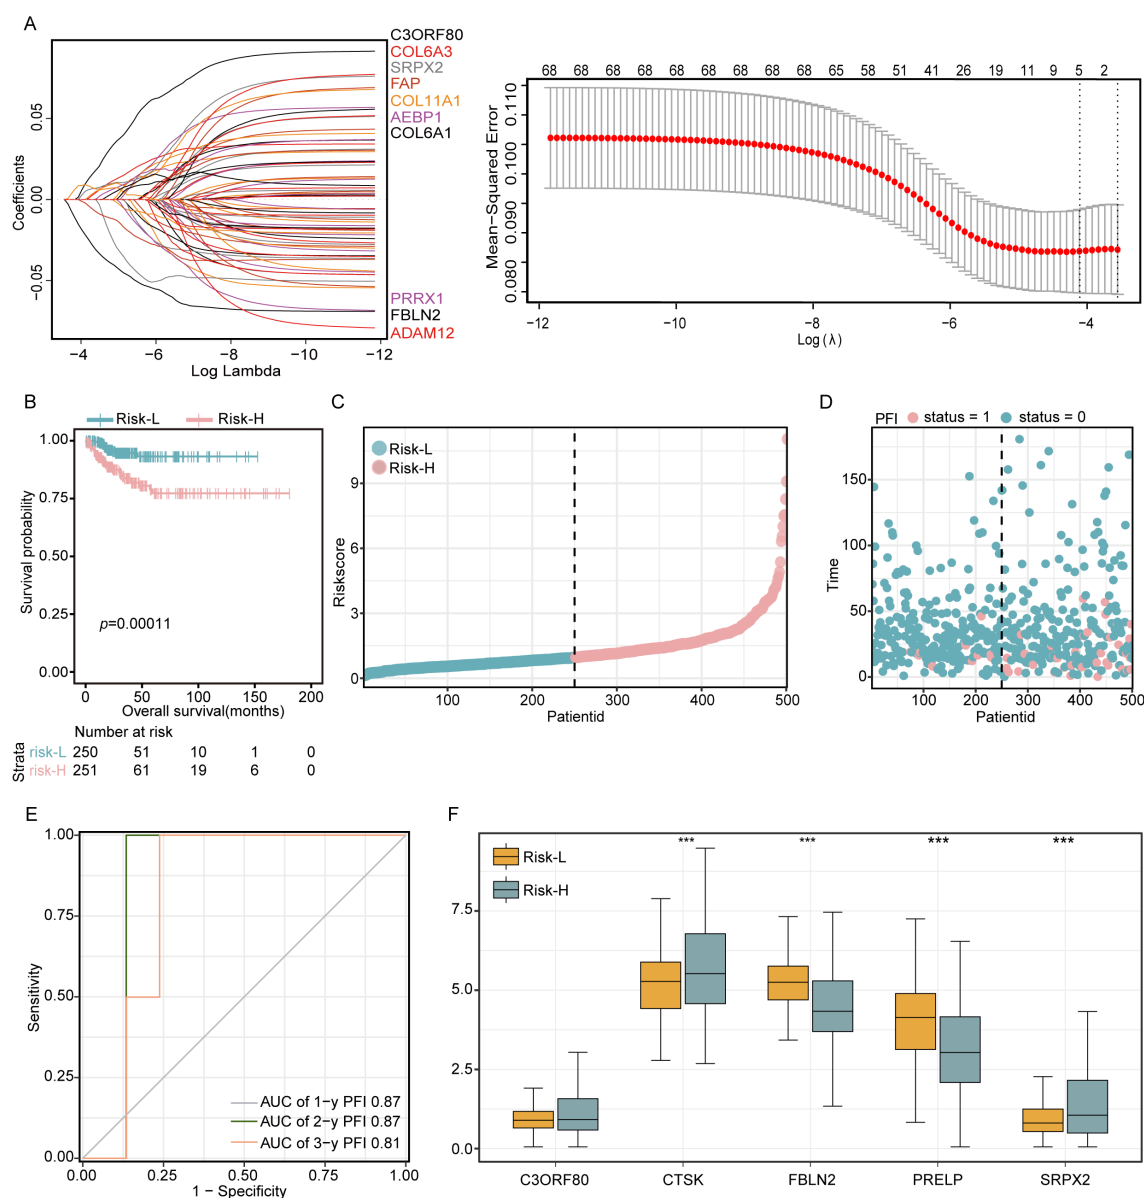 A
C3ORF80
COL6A3
SRPX2
FAP
COL11A1
AEBP1
COL6A1
PRRX1
FBLN2
ADAM12
0.05
0.00
−0.05
Coefficients
−4 −6 −8 −10 −12
Log Lambda
68 68 68 68 68 68 68 68 68 65 58 51 41 26 19 11 9 5 2
0.110
0.100
0.090
0.080
Mean−Squared Error
−12 −10 −8 −6 −4
Log (λ)
B
Risk-L Risk-H
1.00
0.75
0.50
0.25
0.00
Survival probability
p=0.00011
0 50 100 150 200
Overall survival(months)
Number at risk
Strata
risk-L 250 51 10 1 0
risk-H 251 61 19 6 0
C
Risk-L
Risk-H
9
6
3
0
Riskscore
100 200 300 400 500
Patientid
D
PFI status = 1 status = 0
150
100
50
0
Time
100 200 300 400 500
Patientid
E
1.00
0.75
0.50
0.25
0.00
Sensitivity
AUC of 1−y PFI 0.87
AUC of 2−y PFI 0.87
AUC of 3−y PFI 0.81
0.00 0.25 0.50 0.75 1.00
1 − Specificity
F
Risk-L
Risk-H
*** *** *** ***
7.5
5.0
2.5
0.0
C3ORF80 CTSK FBLN2 PRELP SRPX2